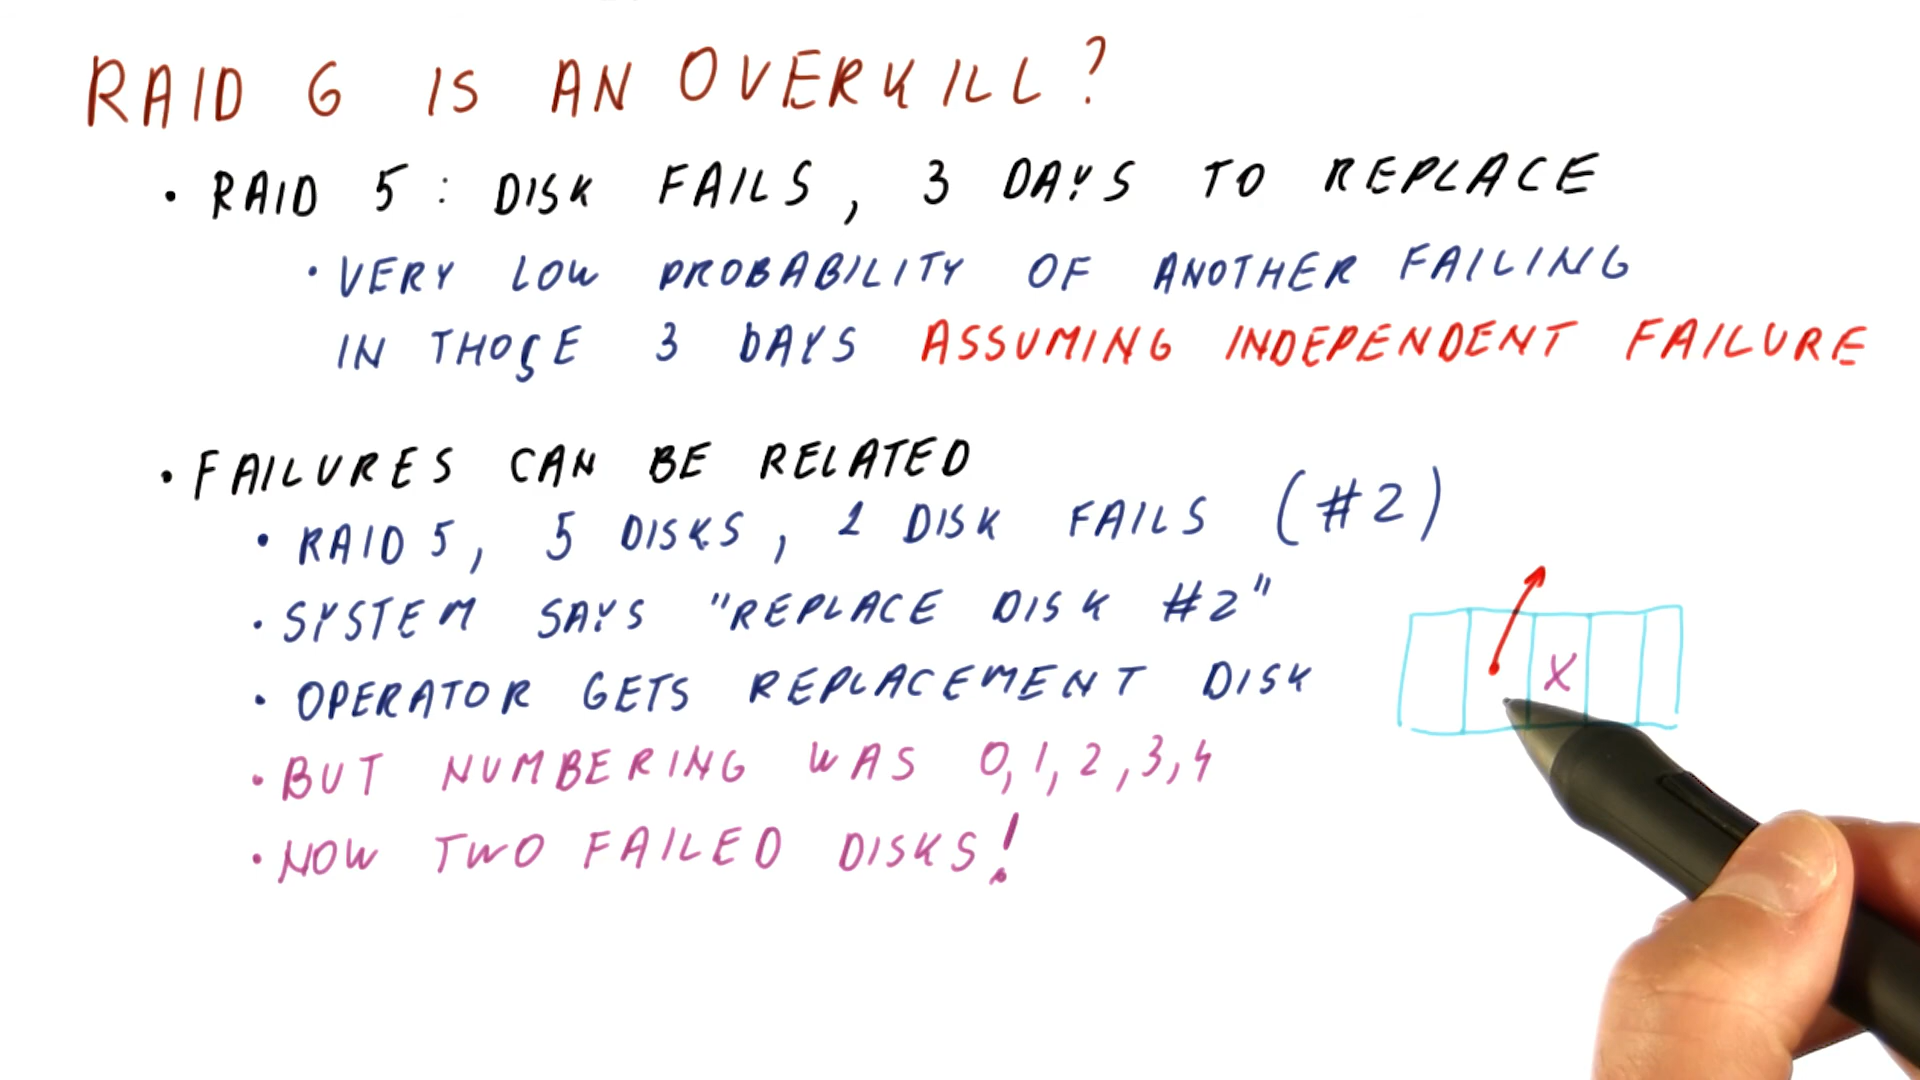 RAID 6 IS AN OVERKILL?
• RAID 5: DISK FAILS, 3 DAYS TO REPLACE
• VERY LOW PROBABILITY OF ANOTHER FAILING
IN THOSE 3 DAYS ASSUMING INDEPENDENT FAILURE
• FAILURES CAN BE RELATED
• RAID 5, 5 DISKS, 1 DISK FAILS (#2)
• SYSTEM SAYS "REPLACE DISK #2"
• OPERATOR GETS REPLACEMENT DISK
• BUT NUMBERING WAS 0,1,2,3,4
• NOW TWO FAILED DISKS!
X